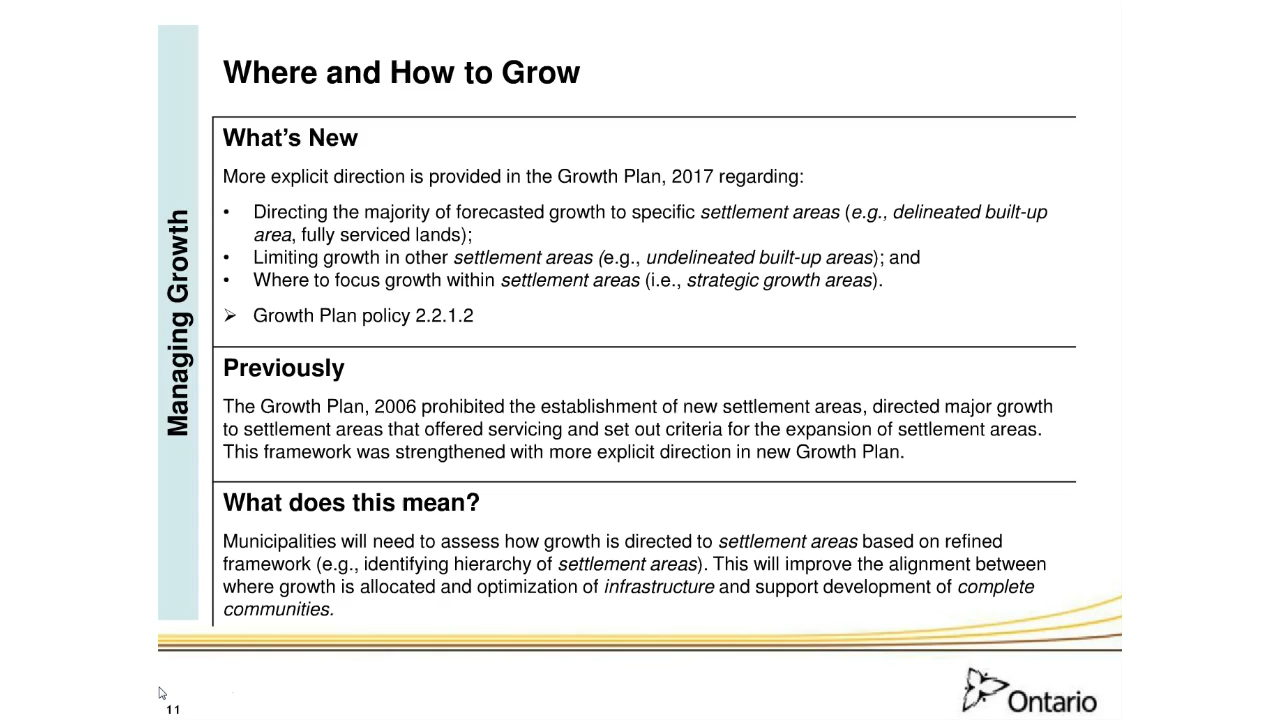 Where and How to Grow
Managing Growth
What’s New
More explicit direction is provided in the Growth Plan, 2017 regarding:
• Directing the majority of forecasted growth to specific settlement areas (e.g., delineated built-up
area, fully serviced lands);
• Limiting growth in other settlement areas (e.g., undelineated built-up areas); and
• Where to focus growth within settlement areas (i.e., strategic growth areas).
➢ Growth Plan policy 2.2.1.2
Previously
The Growth Plan, 2006 prohibited the establishment of new settlement areas, directed major growth
to settlement areas that offered servicing and set out criteria for the expansion of settlement areas.
This framework was strengthened with more explicit direction in new Growth Plan.
What does this mean?
Municipalities will need to assess how growth is directed to settlement areas based on refined
framework (e.g., identifying hierarchy of settlement areas). This will improve the alignment between
where growth is allocated and optimization of infrastructure and support development of complete
communities.
11
Ontario